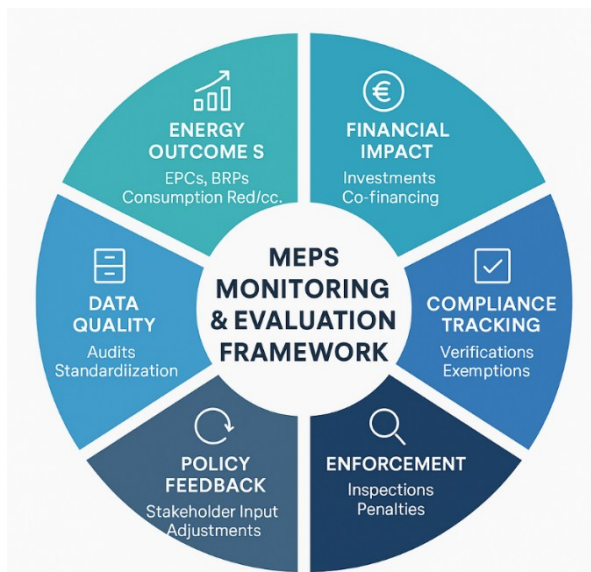 ENERGY
OUTCOME S
EPCs, BRPs
Consumption Red/cc.
€
FINANCIAL
IMPACT
Investments
Co-financing
MEPS
MONITORING
& EVALUATION
FRAMEWORK
DATA
QUALITY
Audits
Standardiization
COMPLIANCE
TRACKING
Verifications
Exemptions
POLICY
FEEDBACK
Stakeholder Input
Adjustments
ENFORCEMENT
Inspections
Penalties